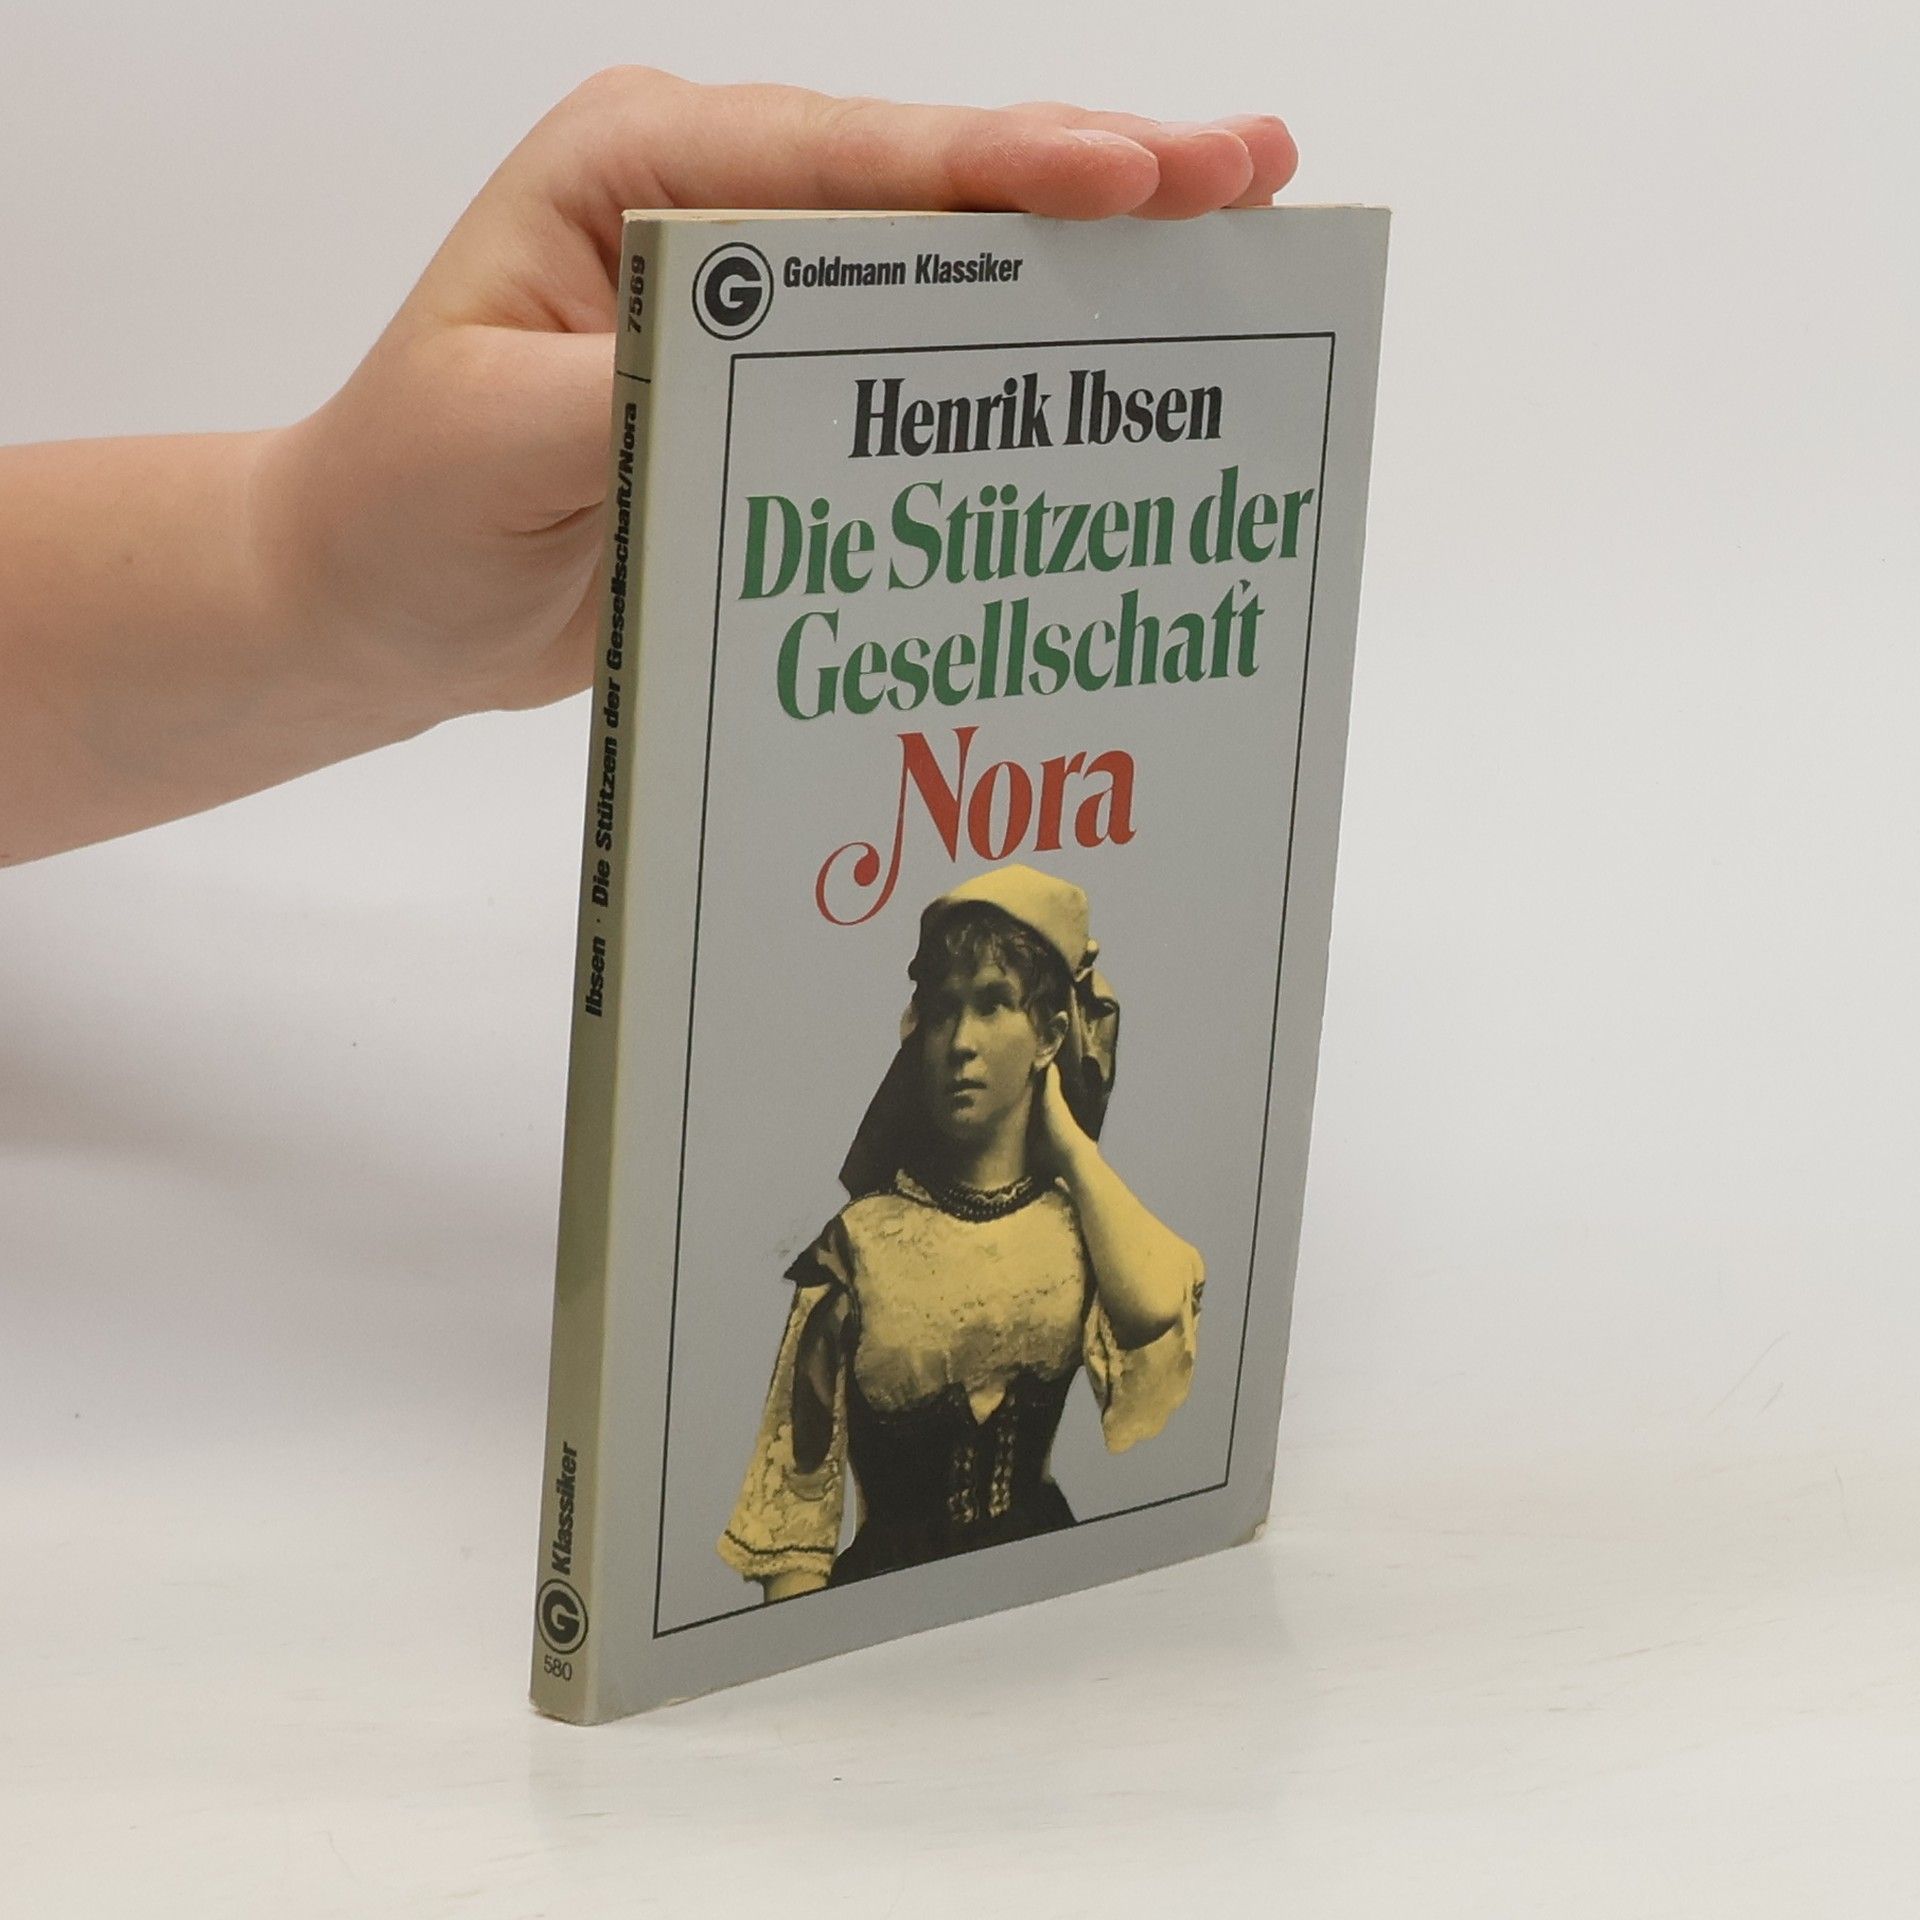 G Goldmann Klassiker
Henrik Ibsen
Die Stützen der
Gesellschaft
Nora
Ibsen · Die Stützen der Gesellschaft/Nora | 7569
G Klassiker
580